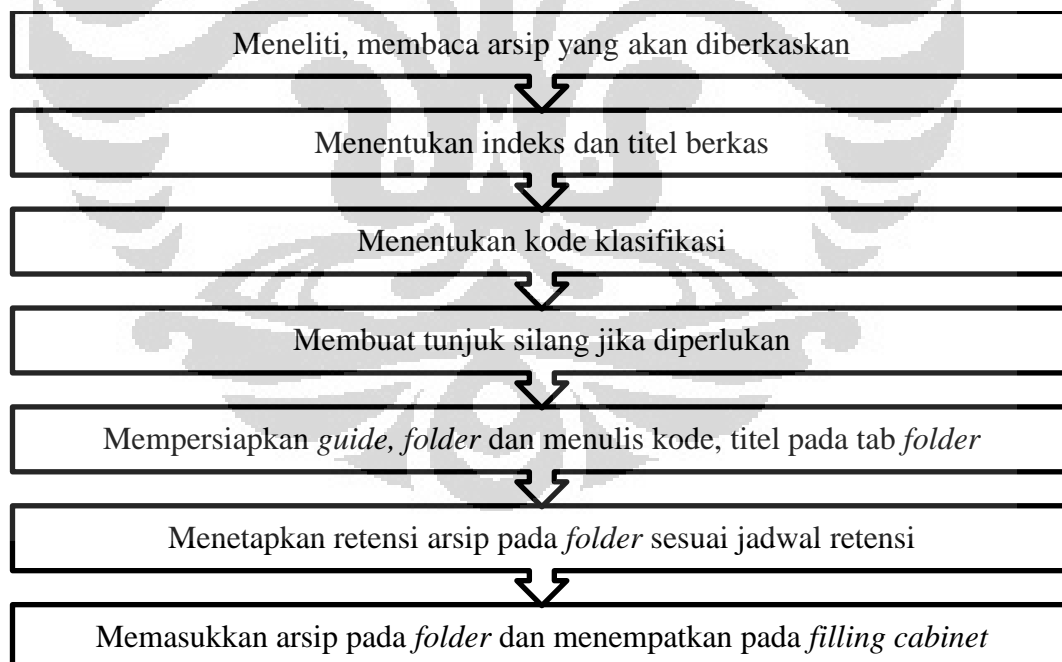 Meneliti, membaca arsip yang akan diberkaskan
Menentukan indeks dan titel berkas
Menentukan kode klasifikasi
Membuat tunjuk silang jika diperlukan
Mempersiapkan guide, folder dan menulis kode, titel pada tab folder
Menetapkan retensi arsip pada folder sesuai jadwal retensi
Memasukkan arsip pada folder dan menempatkan pada filling cabinet